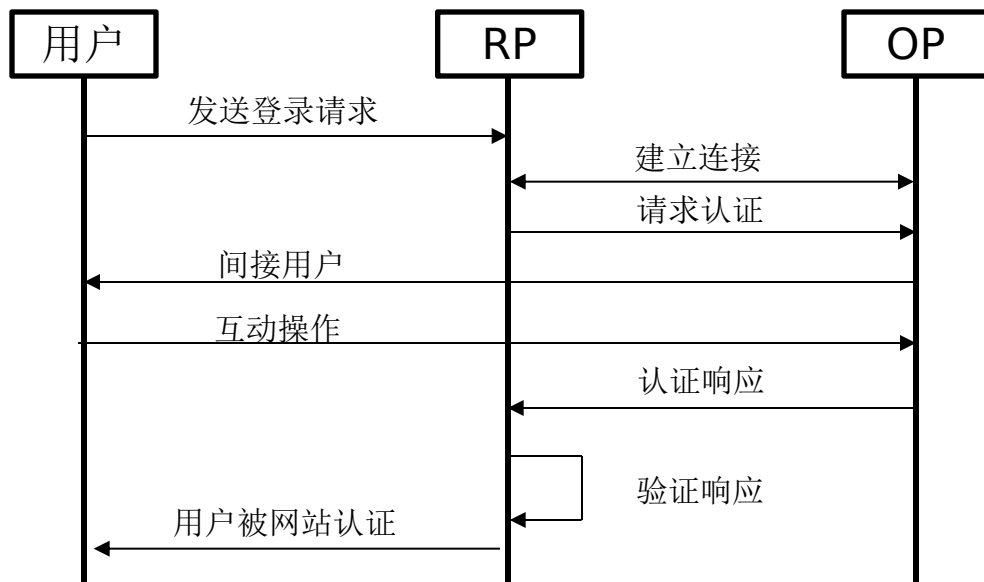 用户
RP
OP
发送登录请求
建立连接
请求认证
间接用户
互动操作
认证响应
验证响应
用户被网站认证